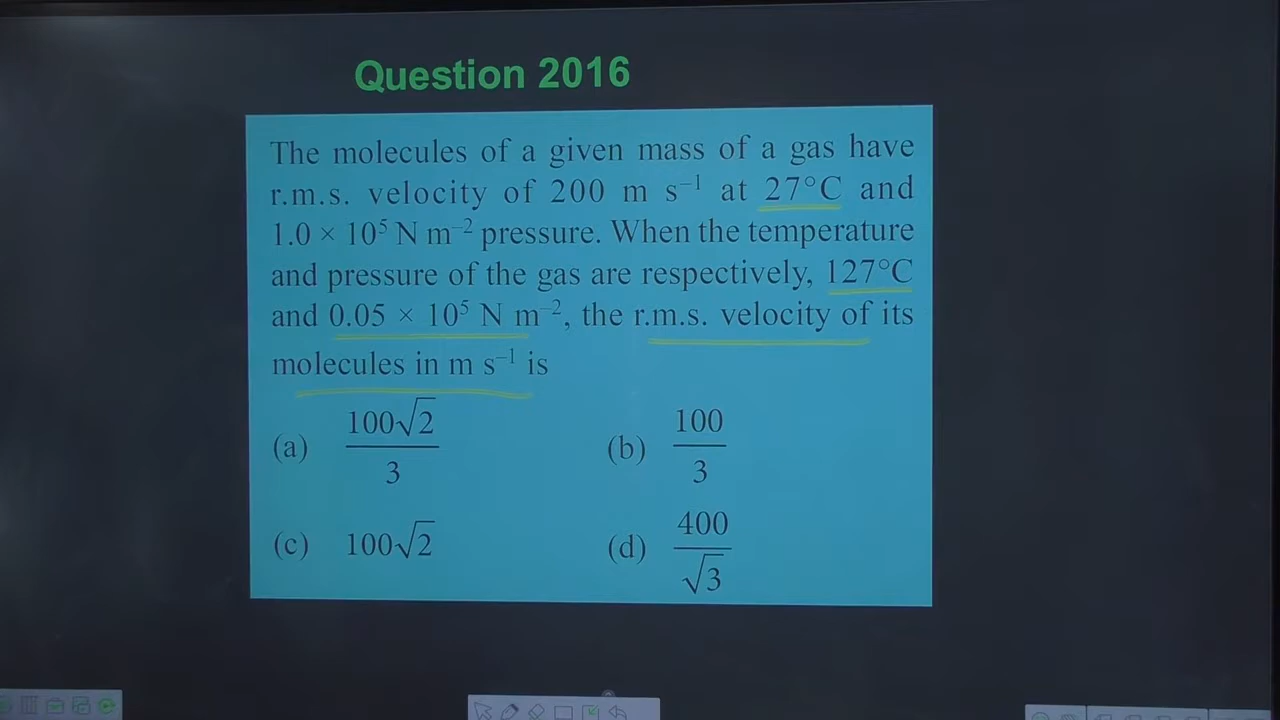 Question 2016
The molecules of a given mass of a gas have
r.m.s. velocity of 200 m s⁻¹ at 27°C and
1.0 × 10⁵ N m⁻² pressure. When the temperature
and pressure of the gas are respectively, 127°C
and 0.05 × 10⁵ N m⁻², the r.m.s. velocity of its
molecules in m s⁻¹ is
(a) 100√2/3 (b) 100/3
(c) 100√2 (d) 400/√3